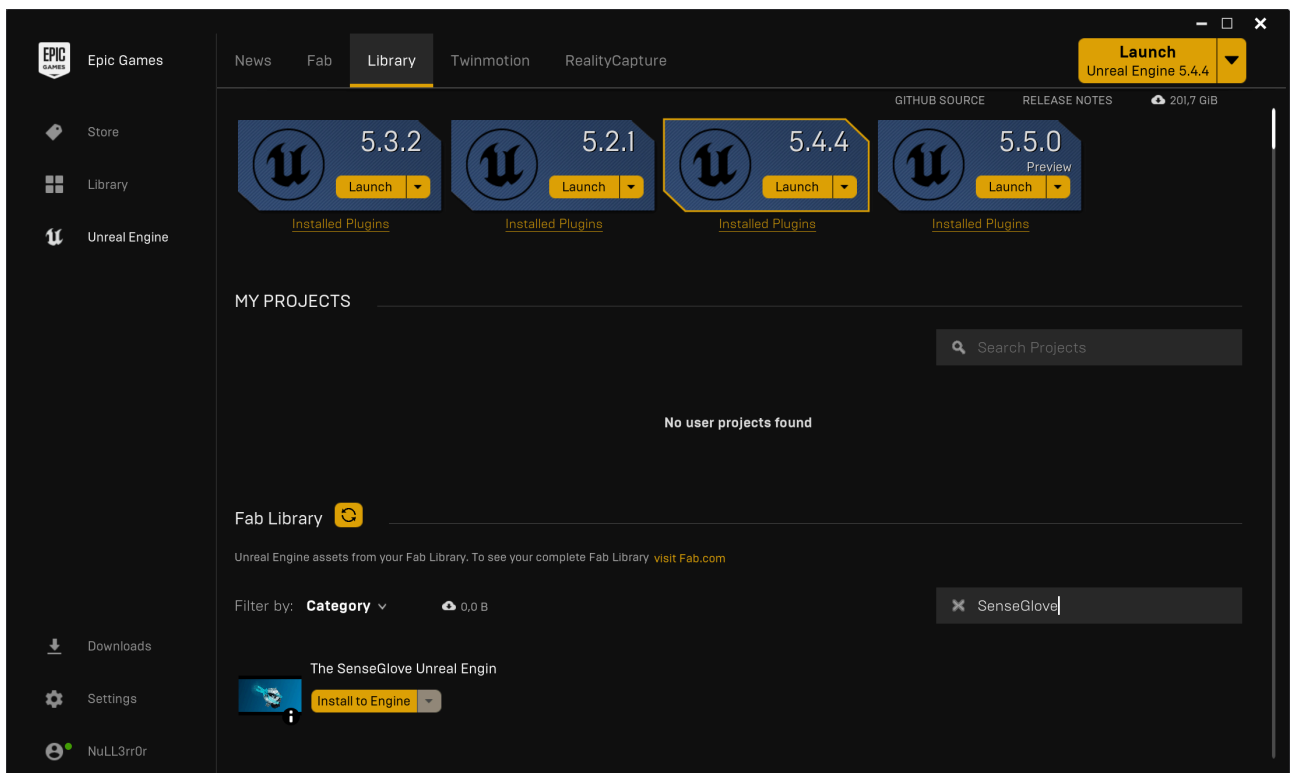 EPIC GAMES
Epic Games
News Fab Library Twinmotion RealityCapture
Launch
Unreal Engine 5.4.4
Store
Library
Unreal Engine
GITHUB SOURCE RELEASE NOTES 201,7 GiB
5.3.2 5.2.1 5.4.4 5.5.0
Preview
Launch Launch Launch Launch
Installed Plugins Installed Plugins Installed Plugins Installed Plugins
MY PROJECTS
Search Projects
No user projects found
Fab Library
Unreal Engine assets from your Fab Library. To see your complete Fab Library visit Fab.com
Filter by: Category 0,0 B SenseGlove
The SenseGlove Unreal Engin
Install to Engine
Downloads
Settings
NuLL3rr0r